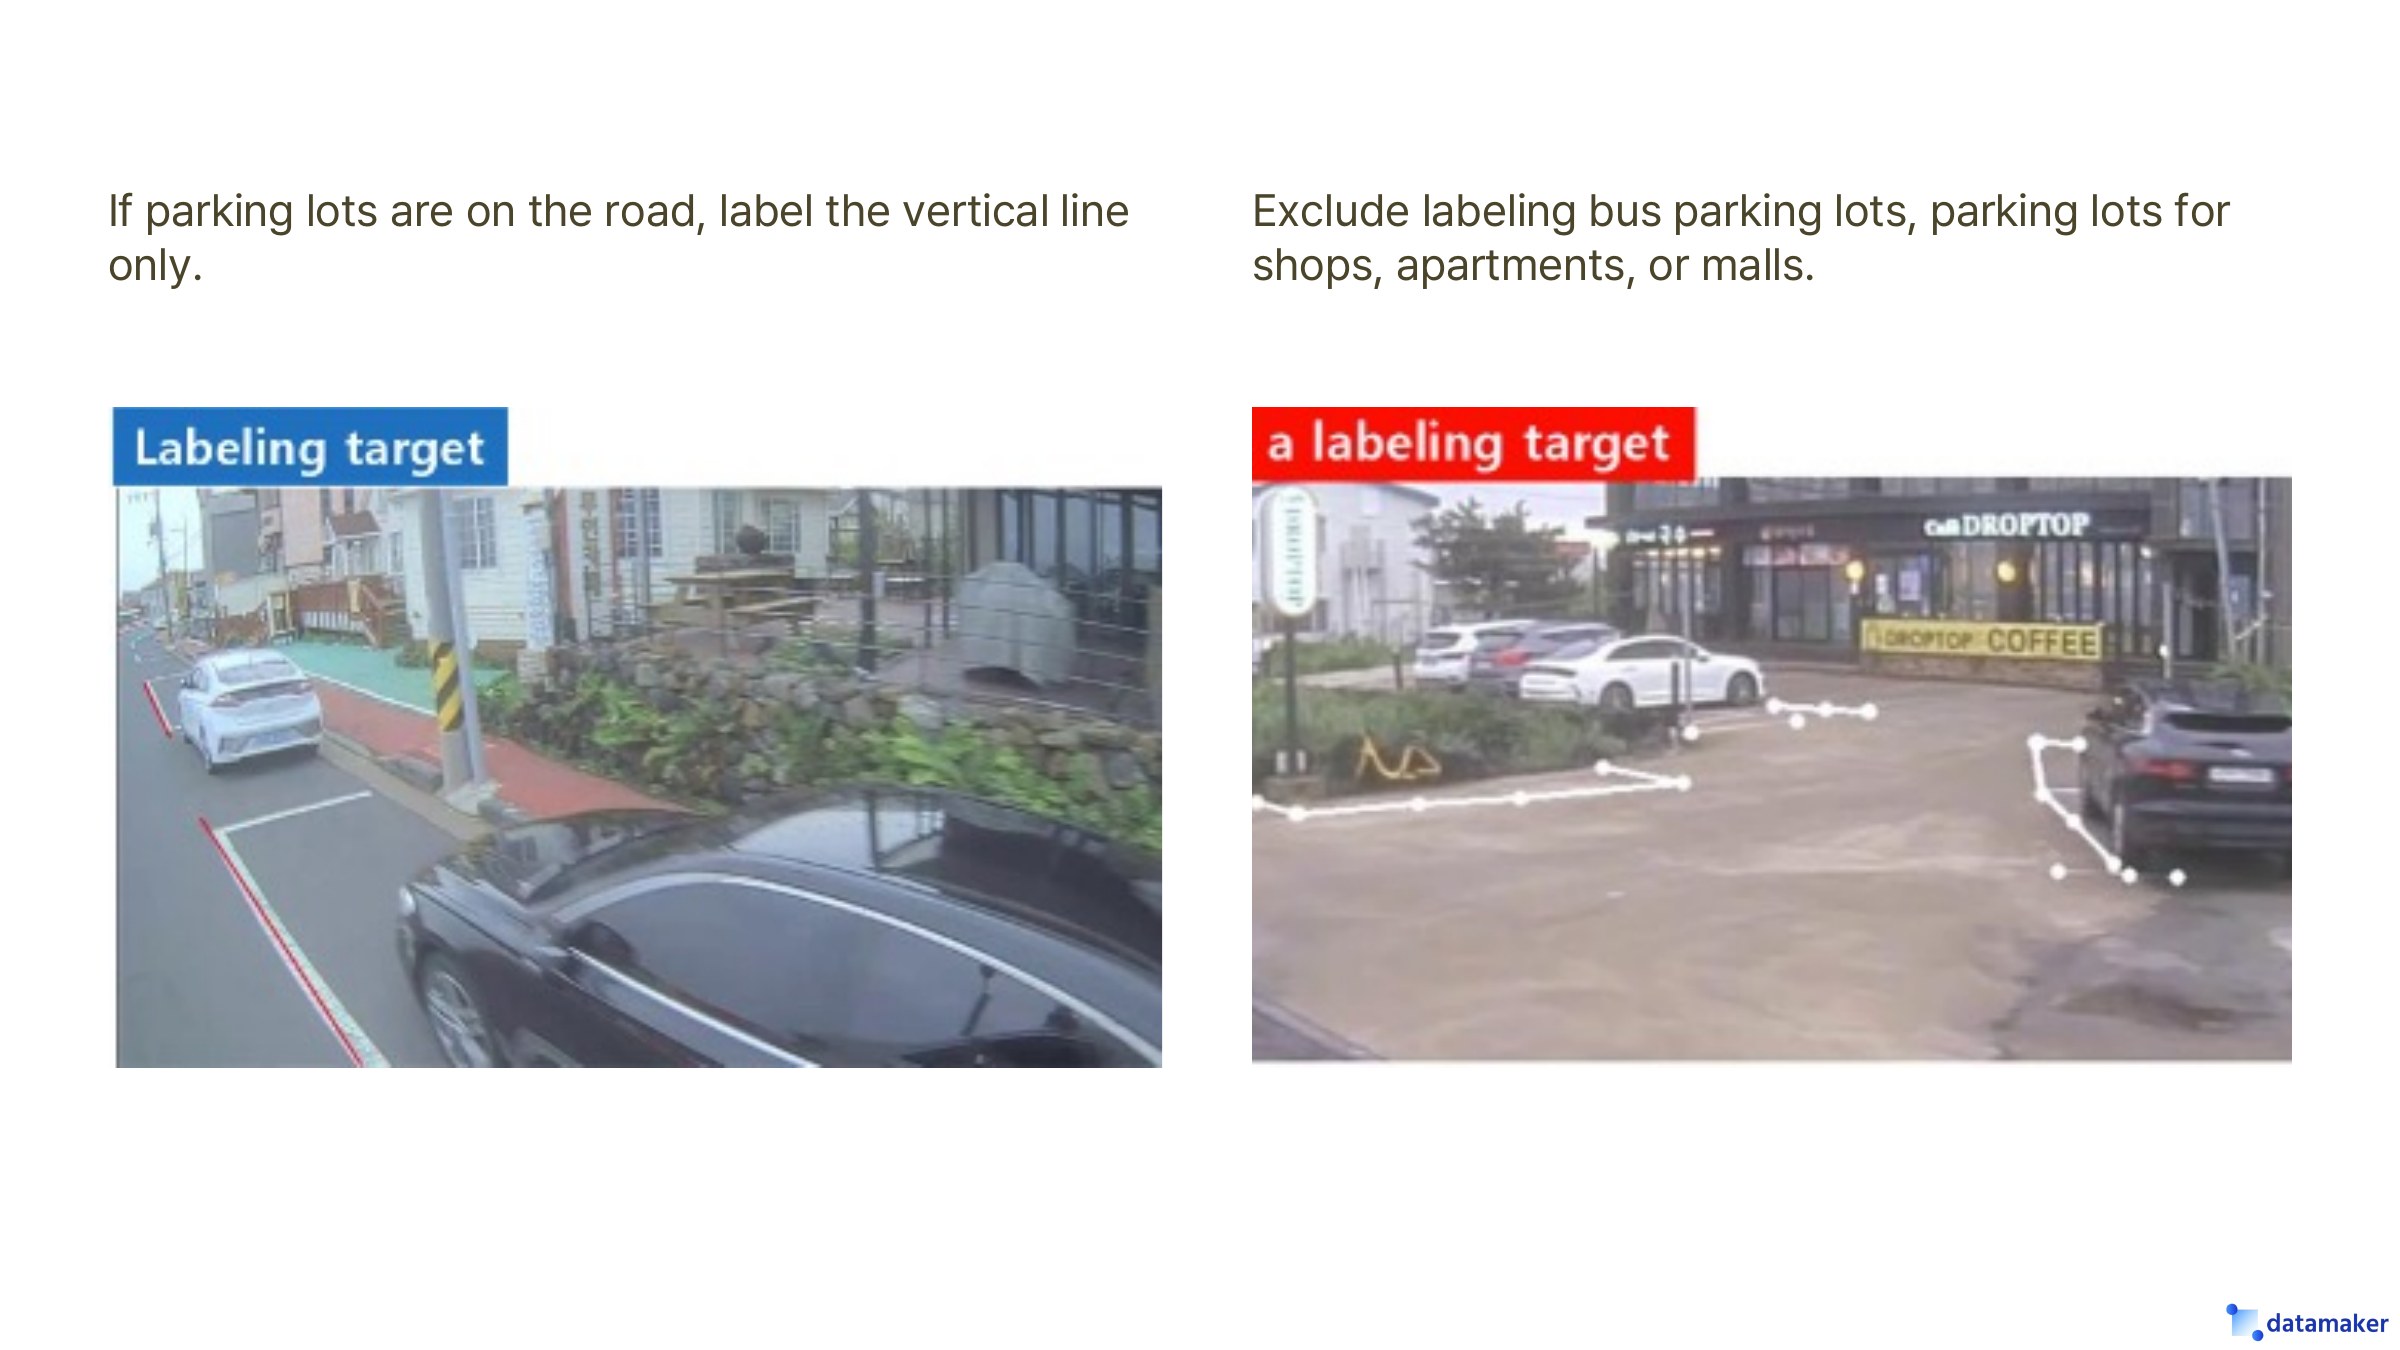 If parking lots are on the road, label the vertical line
only.
Exclude labeling bus parking lots, parking lots for
shops, apartments, or malls.
Labeling target
a labeling target
DROPTOP
DROPTOP COFFEE
datamaker